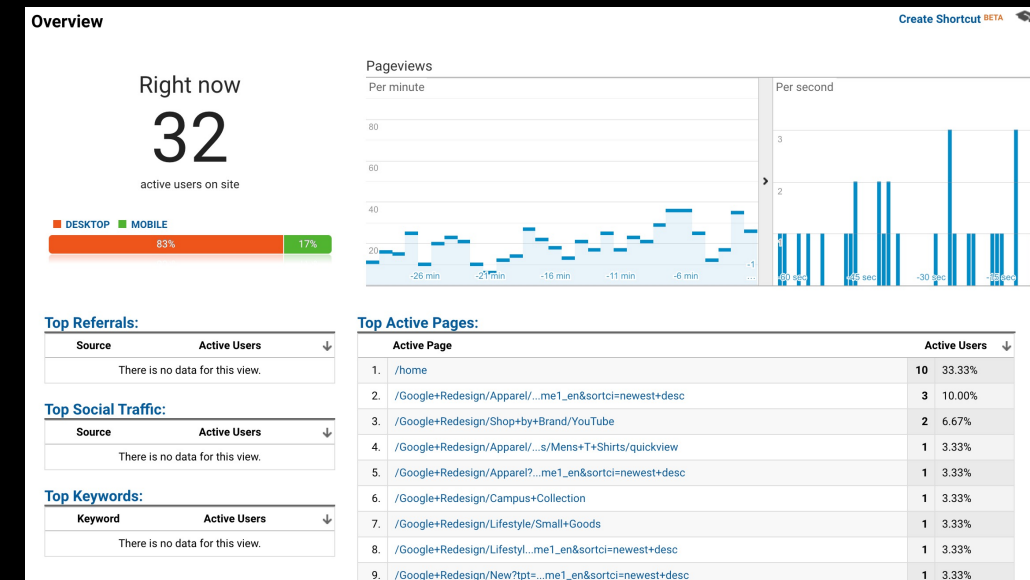 Overview
Create Shortcut BETA
Right now
32
active users on site
DESKTOP MOBILE
83% 17%
Pageviews
Per minute
80
60
40
20
-26 min -21 min -16 min -11 min -6 min -1
...
Per second
3
2
1
-60 sec -45 sec -30 sec -15 sec
Top Referrals:
Source Active Users
There is no data for this view.
Top Social Traffic:
Source Active Users
There is no data for this view.
Top Keywords:
Keyword Active Users
There is no data for this view.
Top Active Pages:
Active Page Active Users
1. /home 10 33.33%
2. /Google+Redesign/Apparel/...me1_en&sortci=newest+desc 3 10.00%
3. /Google+Redesign/Shop+by+Brand/YouTube 2 6.67%
4. /Google+Redesign/Apparel/...s/Mens+T+Shirts/quickview 1 3.33%
5. /Google+Redesign/Apparel?...me1_en&sortci=newest+desc 1 3.33%
6. /Google+Redesign/Campus+Collection 1 3.33%
7. /Google+Redesign/Lifestyle/Small+Goods 1 3.33%
8. /Google+Redesign/Lifestyl...me1_en&sortci=newest+desc 1 3.33%
9. /Google+Redesign/New?tpt=...me1_en&sortci=newest+desc 1 3.33%